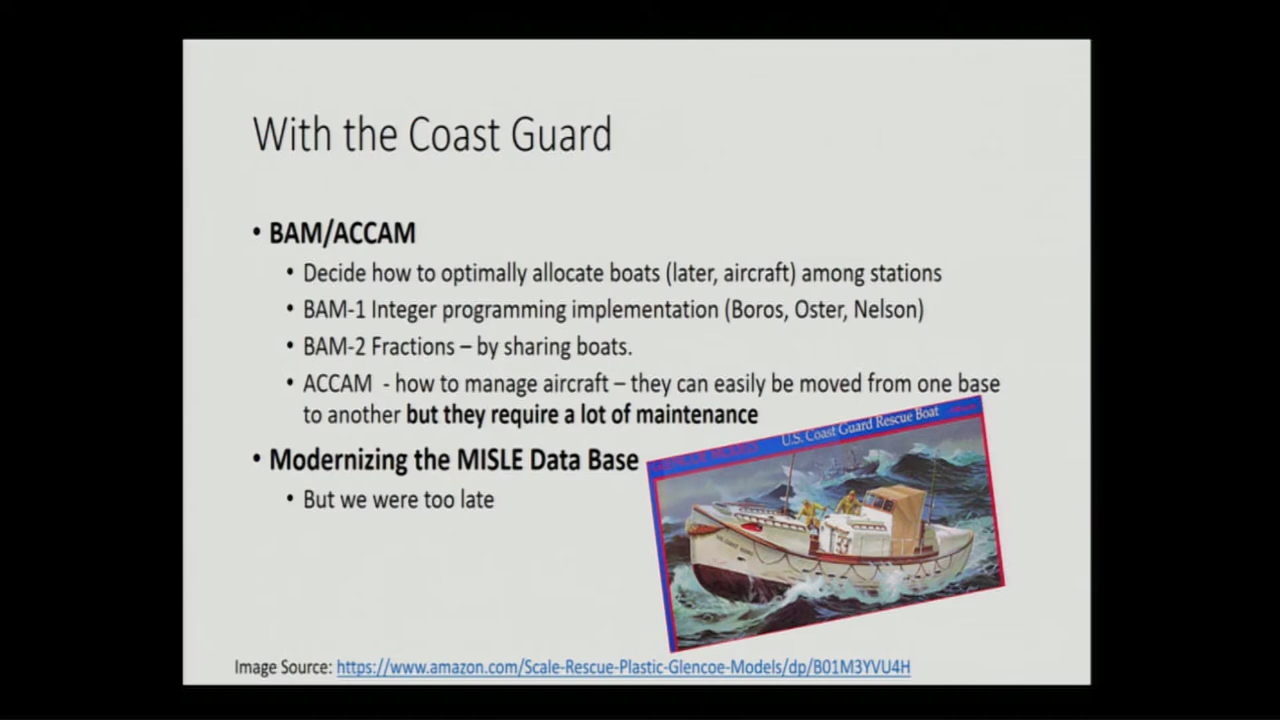 With the Coast Guard
• BAM/ACCAM
• Decide how to optimally allocate boats (later, aircraft) among stations
• BAM-1 Integer programming implementation (Boros, Oster, Nelson)
• BAM-2 Fractions – by sharing boats.
• ACCAM - how to manage aircraft – they can easily be moved from one base
to another but they require a lot of maintenance
U.S. Coast Guard Rescue Boat
• Modernizing the MISLE Data Base
• But we were too late
Image Source: https://www.amazon.com/Scale-Rescue-Plastic-Glencoe-Models/dp/B01M3YVU4H